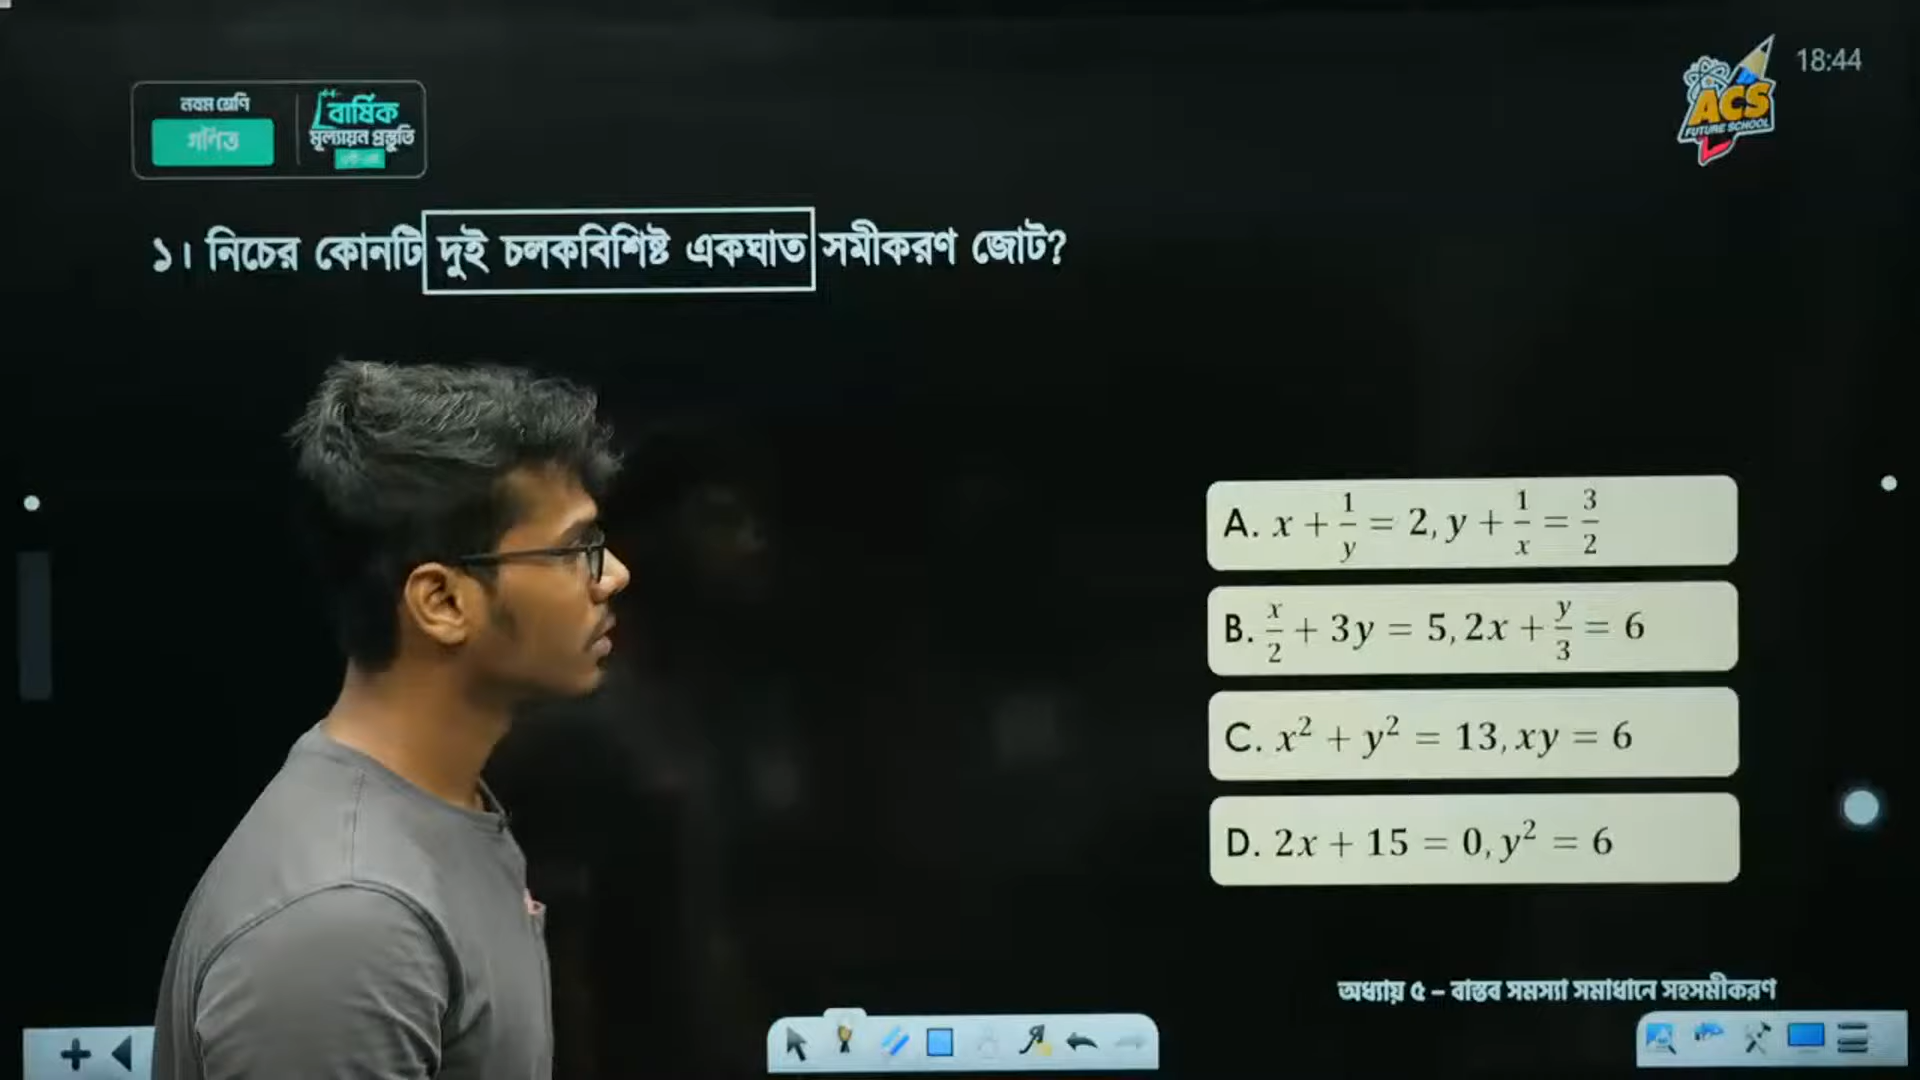 নবম শ্রেণি
গণিত
বার্ষিক
মূল্যায়ন প্রস্তুতি
ACS
FUTURE SCHOOL
18:44
১। নিচের কোনটি দুই চলকবিশিষ্ট একঘাত সমীকরণ জোট?
A. x + 1/y = 2, y + 1/x = 3/2
B. x/2 + 3y = 5, 2x + y/3 = 6
C. x² + y² = 13, xy = 6
D. 2x + 15 = 0, y² = 6
অধ্যায় ৫ – বাস্তব সমস্যা সমাধানে সহসমীকরণ